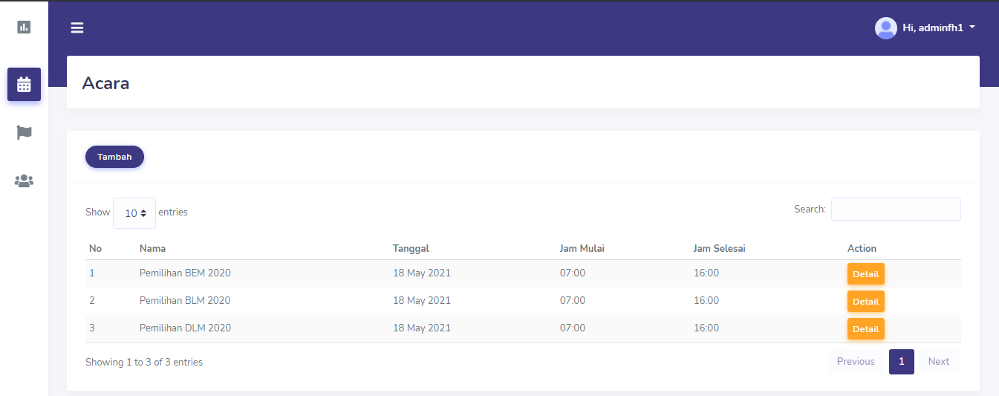 Hi, adminfh1
Acara
Tambah
Show 10 entries
Search:
No Nama Tanggal Jam Mulai Jam Selesai Action
1 Pemilihan BEM 2020 18 May 2021 07:00 16:00 Detail
2 Pemilihan BLM 2020 18 May 2021 07:00 16:00 Detail
3 Pemilihan DLM 2020 18 May 2021 07:00 16:00 Detail
Showing 1 to 3 of 3 entries
Previous 1 Next